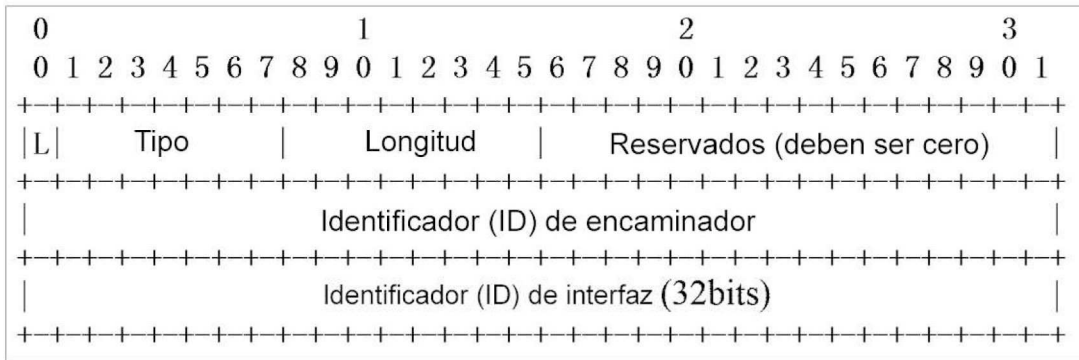 0 1 2 3
0 1 2 3 4 5 6 7 8 9 0 1 2 3 4 5 6 7 8 9 0 1 2 3 4 5 6 7 8 9 0 1
+-+-+-+-+-+-+-+-+-+-+-+-+-+-+-+-+-+-+-+-+-+-+-+-+-+-+-+-+-+-+-+-+
|L| Tipo | Longitud | Reservados (deben ser cero) |
+-+-+-+-+-+-+-+-+-+-+-+-+-+-+-+-+-+-+-+-+-+-+-+-+-+-+-+-+-+-+-+-+
| Identificador (ID) de encaminador |
+-+-+-+-+-+-+-+-+-+-+-+-+-+-+-+-+-+-+-+-+-+-+-+-+-+-+-+-+-+-+-+-+
| Identificador (ID) de interfaz (32bits) |
+-+-+-+-+-+-+-+-+-+-+-+-+-+-+-+-+-+-+-+-+-+-+-+-+-+-+-+-+-+-+-+-+